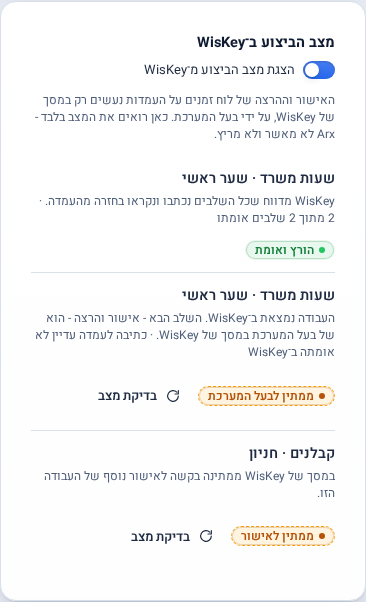 מצב הביצוע ב־WisKey
הצגת מצב הביצוע מ־WisKey
האישור וההרצה של לוח זמנים על העמדות נעשים רק במסך
של WisKey, על ידי בעל המערכת. כאן רואים את המצב בלבד -
Arx לא מאשר ולא מריץ.
שעות משרד · שער ראשי
WisKey מדווח שכל השלבים נכתבו ונקראו בחזרה מהעמדה. ·
2 מתוך 2 שלבים אומתו
הורץ ואומת
שעות משרד · שער ראשי
העבודה נמצאת ב־WisKey. השלב הבא - אישור והרצה - הוא
של בעל המערכת במסך של WisKey. · כתיבה לעמדה עדיין לא
אומתה ב־WisKey
ממתין לבעל המערכת
בדיקת מצב
קבלנים · חניון
במסך של WisKey ממתינה בקשה לאישור נוסף של העבודה
הזו.
ממתין לאישור
בדיקת מצב